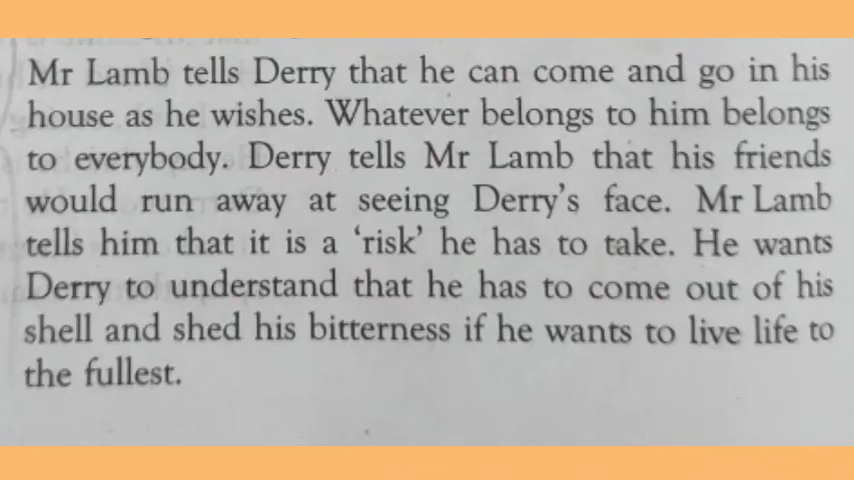 Mr Lamb tells Derry that he can come and go in his
house as he wishes. Whatever belongs to him belongs
to everybody. Derry tells Mr Lamb that his friends
would run away at seeing Derry's face. Mr Lamb
tells him that it is a ‘risk’ he has to take. He wants
Derry to understand that he has to come out of his
shell and shed his bitterness if he wants to live life to
the fullest.